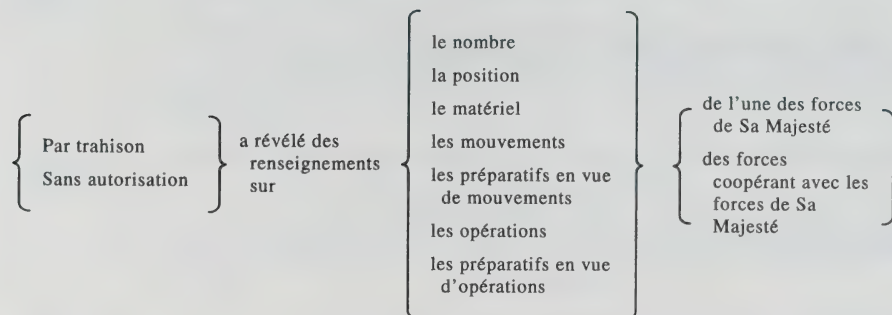 Par trahison
Sans autorisation
a révélé des
renseignements
sur
le nombre
la position
le matériel
les mouvements
les préparatifs en vue
de mouvements
les opérations
les préparatifs en vue
d'opérations
de l'une des forces
de Sa Majesté
des forces
coopérant avec les
forces de Sa
Majesté